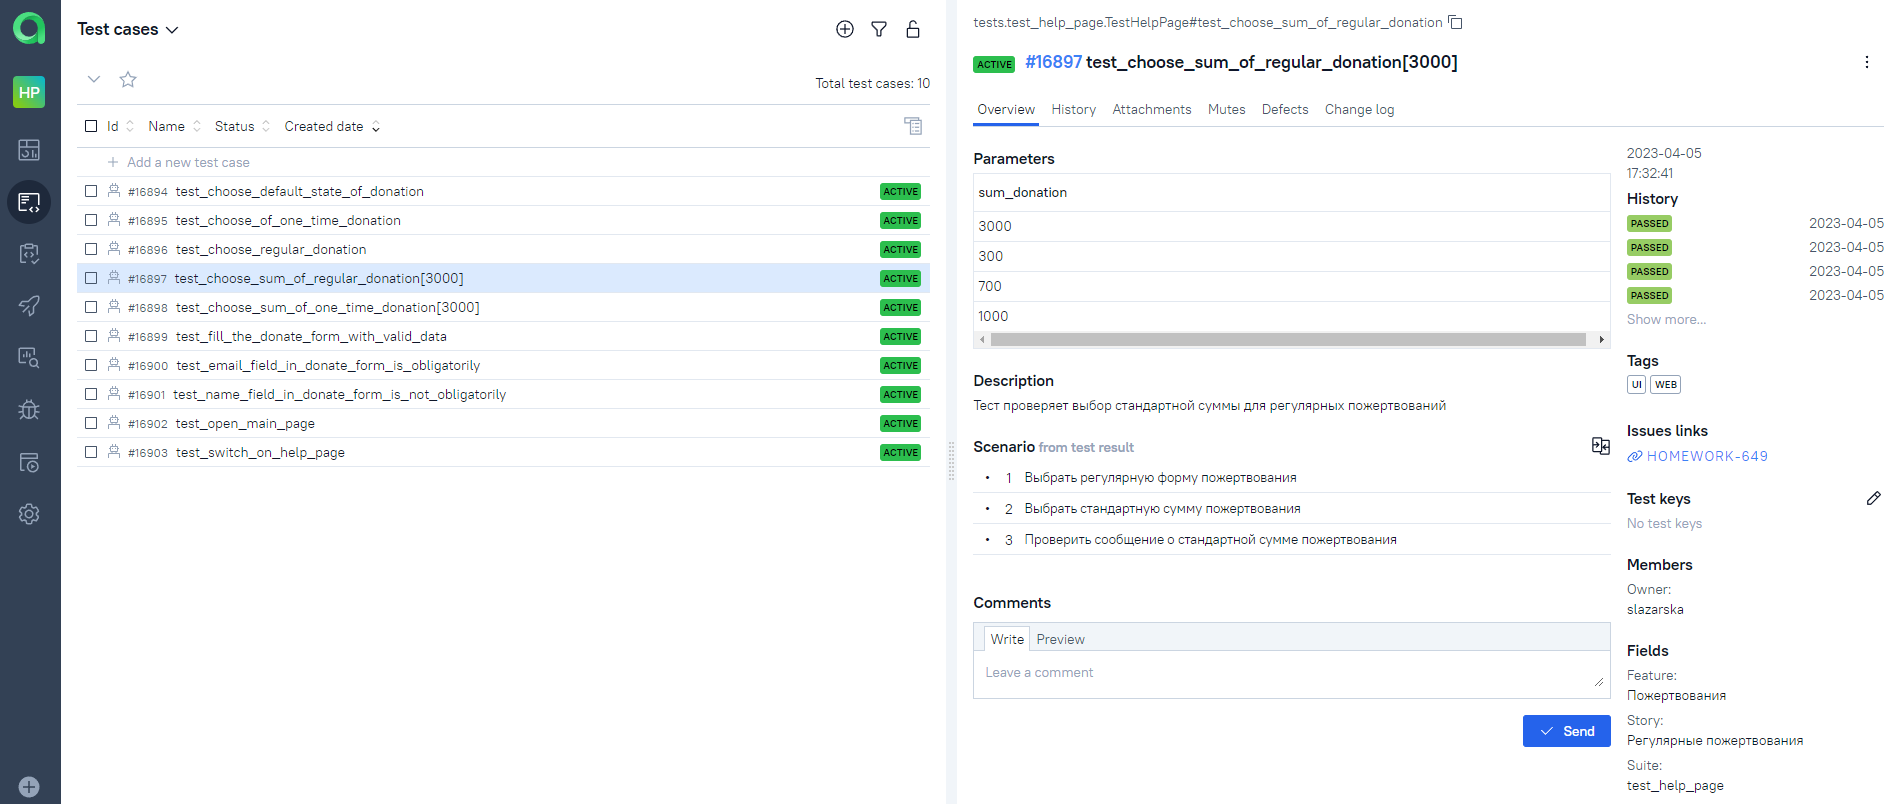 HP
Test cases
Total test cases: 10
Id Name Status Created date
Add a new test case
#16894 test_choose_default_state_of_donation ACTIVE
#16895 test_choose_of_one_time_donation ACTIVE
#16896 test_choose_regular_donation ACTIVE
#16897 test_choose_sum_of_regular_donation[3000] ACTIVE
#16898 test_choose_sum_of_one_time_donation[3000] ACTIVE
#16899 test_fill_the_donate_form_with_valid_data ACTIVE
#16900 test_email_field_in_donate_form_is_obligatorily ACTIVE
#16901 test_name_field_in_donate_form_is_not_obligatorily ACTIVE
#16902 test_open_main_page ACTIVE
#16903 test_switch_on_help_page ACTIVE
tests.test_help_page.TestHelpPage#test_choose_sum_of_regular_donation
ACTIVE #16897 test_choose_sum_of_regular_donation[3000]
Overview History Attachments Mutes Defects Change log
Parameters
sum_donation
3000
300
700
1000
Description
Тест проверяет выбор стандартной суммы для регулярных пожертвований
Scenario from test result
• 1 Выбрать регулярную форму пожертвования
• 2 Выбрать стандартную сумму пожертвования
• 3 Проверить сообщение о стандартной сумме пожертвования
Comments
Write Preview
Leave a comment
Send
2023-04-05
17:32:41
History
PASSED 2023-04-05
PASSED 2023-04-05
PASSED 2023-04-05
PASSED 2023-04-05
Show more...
Tags
UI WEB
Issues links
HOMEWORK-649
Test keys
No test keys
Members
Owner:
slazarska
Fields
Feature:
Пожертвования
Story:
Регулярные пожертвования
Suite:
test_help_page